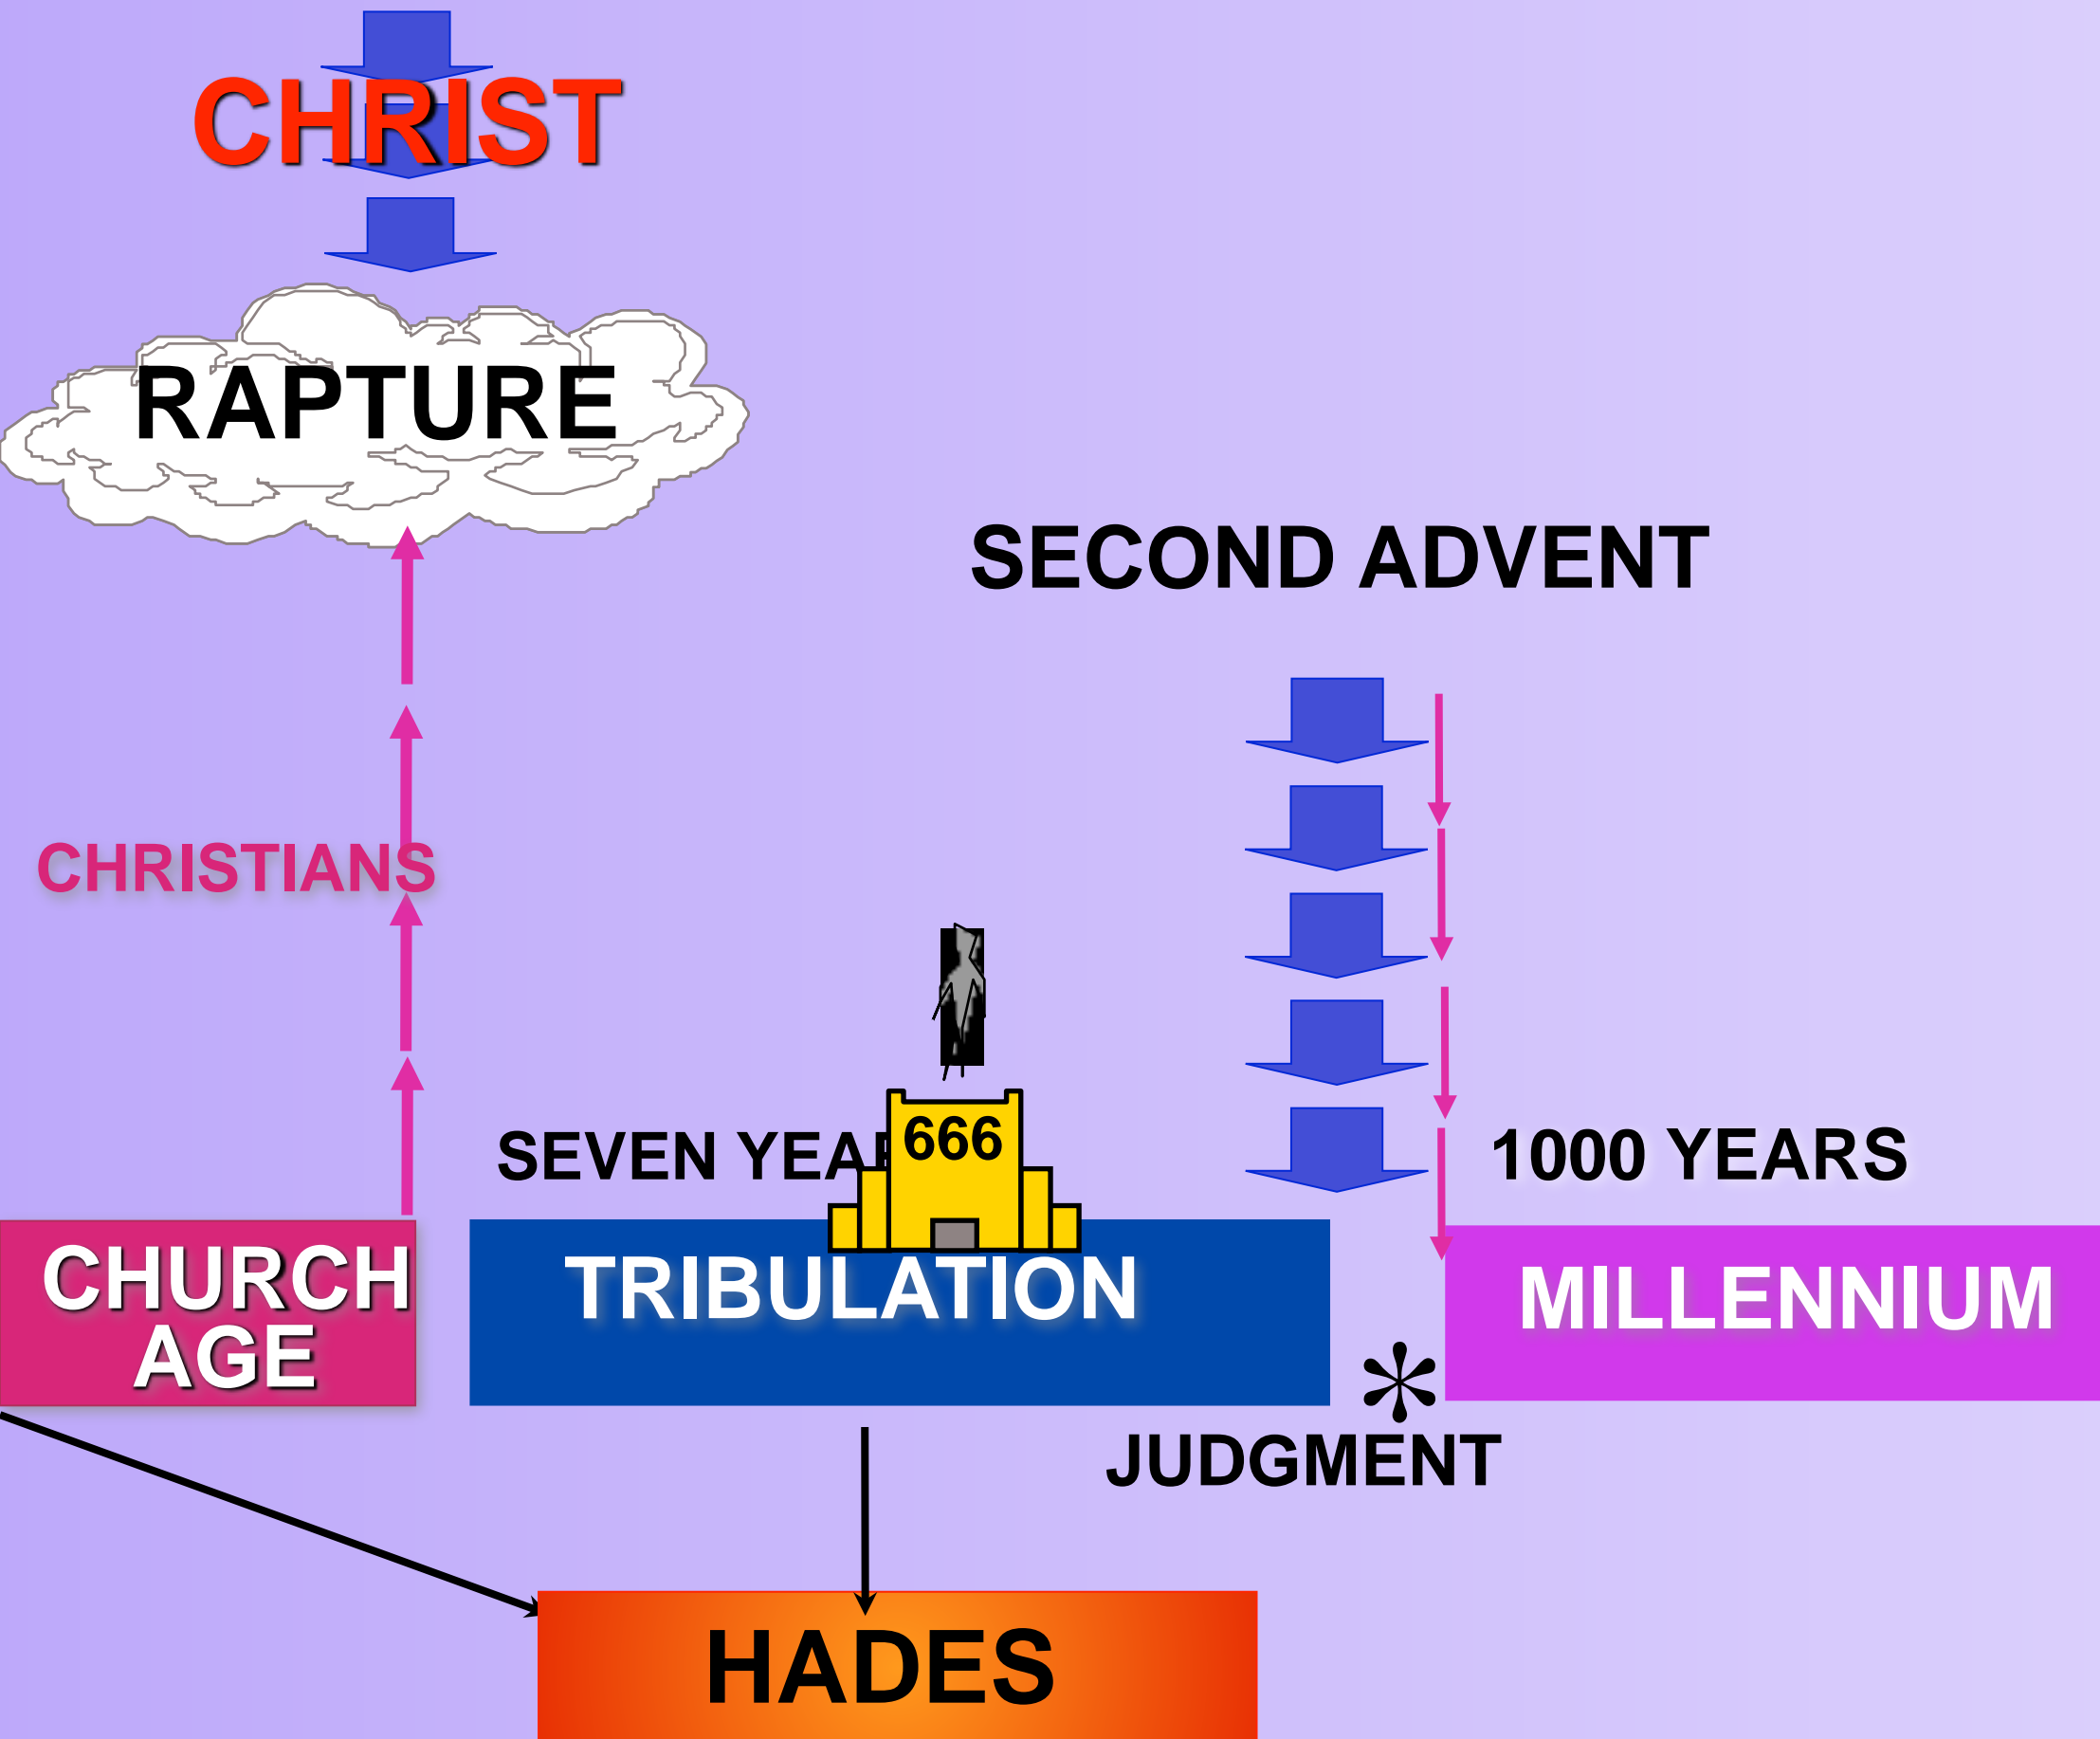 CHRIST
RAPTURE
SECOND ADVENT
CHRISTIANS
SEVEN
666
1000 YEARS
CHURCH
AGE
TRIBULATION
MILLENNIUM
*
JUDGMENT
HADES